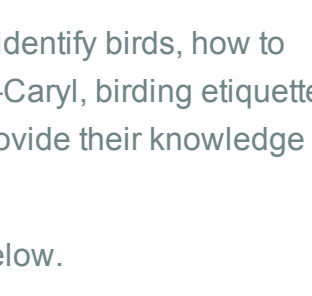 identify birds, how to
-Caryl, birding etiquette
ovide their knowledge
elow.